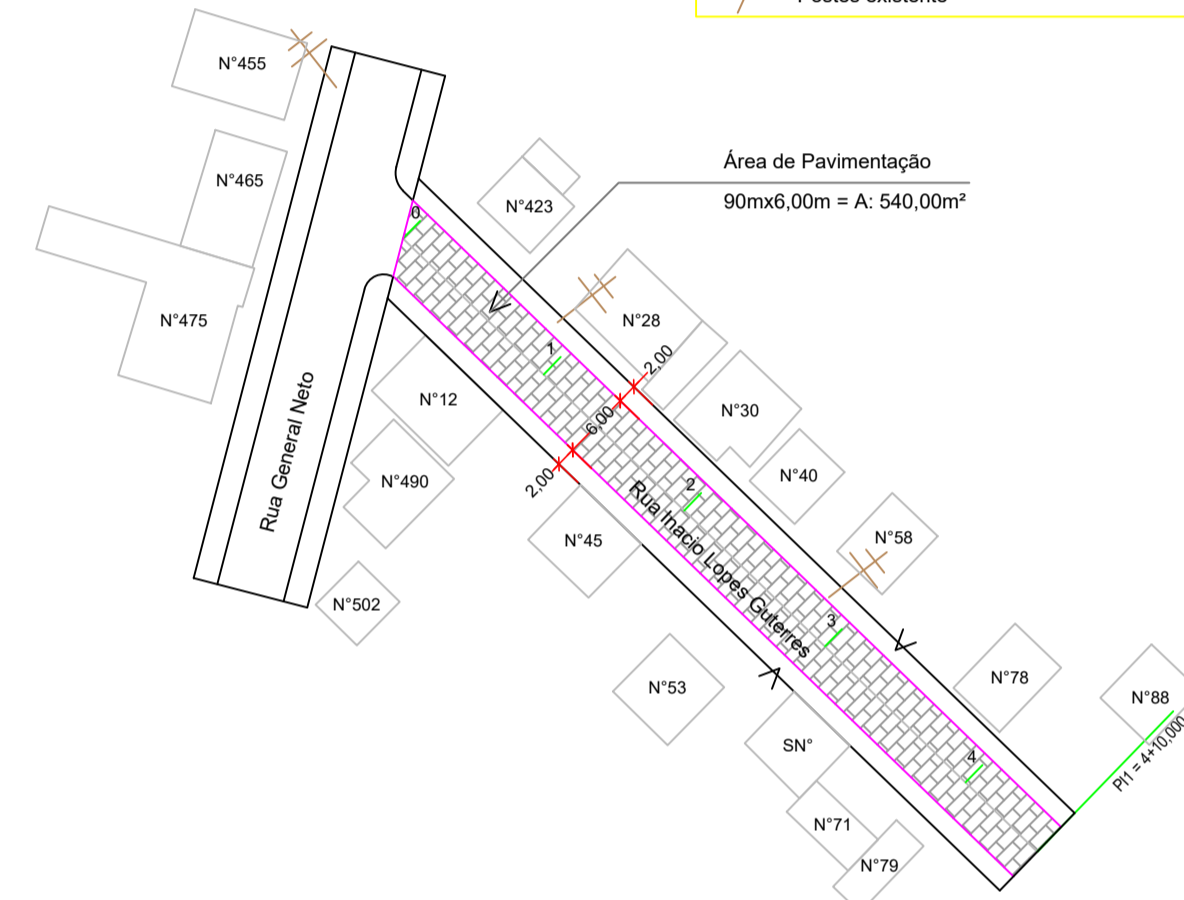 Postes existente
N°455
Área de Pavimentação
90mx6,00m = A: 540,00m²
N°465
N°423
0
N°475
N°28
1
2,00
N°12
6,00
N°30
Rua General Neto
N°490
2,00
2
N°40
N°45
Rua Inacio Lopes Guterres
N°58
N°502
3
N°53
N°78
N°88
SN°
4
PI1 = 4+10,000
N°71
N°79